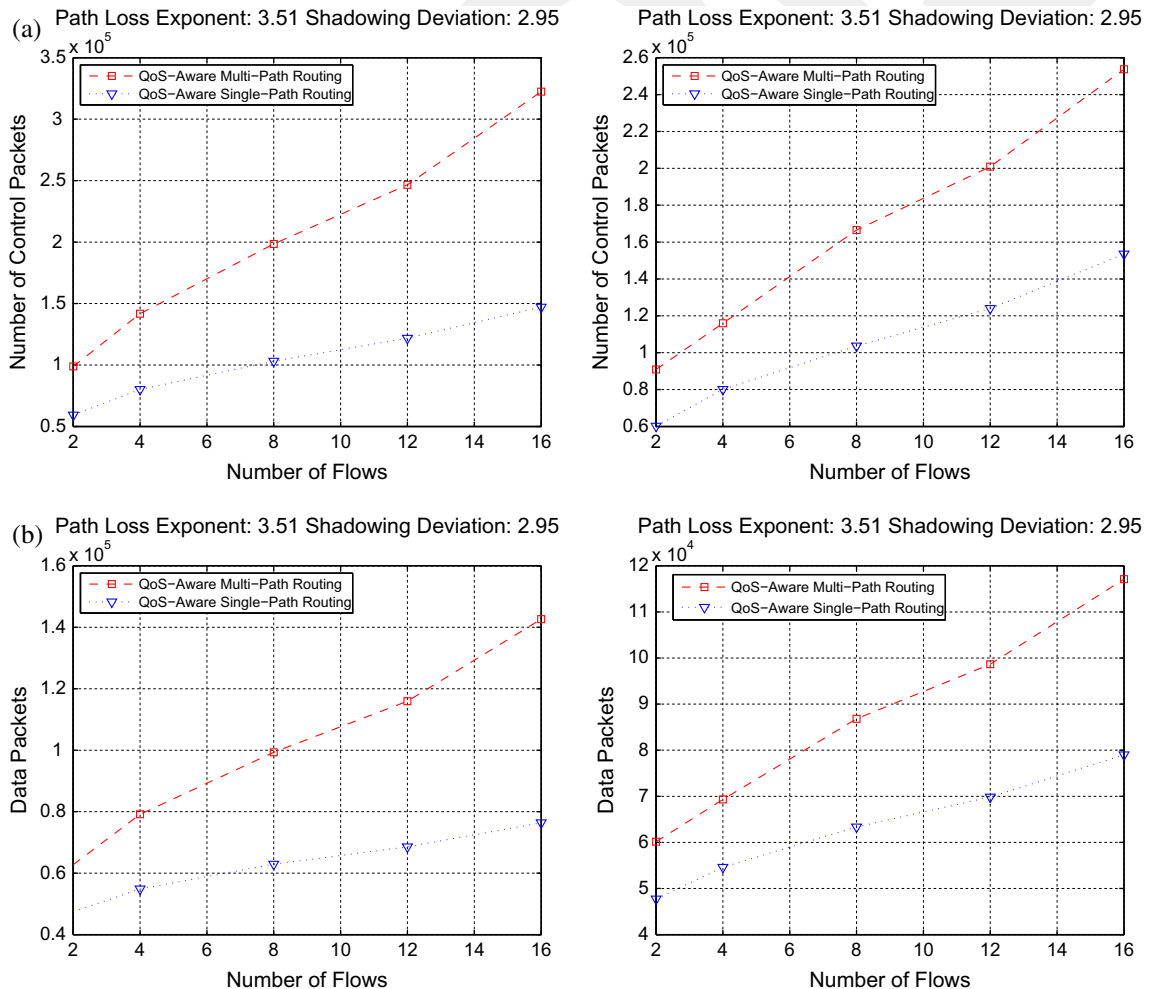 (a)
Path Loss Exponent: 3.51 Shadowing Deviation: 2.95
x 10^5
3.5
3
2.5
2
1.5
1
0.5
Number of Control Packets
QoS−Aware Multi−Path Routing
QoS−Aware Single−Path Routing
2 4 6 8 10 12 14 16
Number of Flows
Path Loss Exponent: 3.51 Shadowing Deviation: 2.95
x 10^5
2.6
2.4
2.2
2
1.8
1.6
1.4
1.2
1
0.8
0.6
Number of Control Packets
QoS−Aware Multi−Path Routing
QoS−Aware Single−Path Routing
2 4 6 8 10 12 14 16
Number of Flows
(b)
Path Loss Exponent: 3.51 Shadowing Deviation: 2.95
x 10^5
1.6
1.4
1.2
1
0.8
0.6
0.4
Data Packets
QoS−Aware Multi−Path Routing
QoS−Aware Single−Path Routing
2 4 6 8 10 12 14 16
Number of Flows
Path Loss Exponent: 3.51 Shadowing Deviation: 2.95
x 10^4
12
11
10
9
8
7
6
5
4
Data Packets
QoS−Aware Multi−Path Routing
QoS−Aware Single−Path Routing
2 4 6 8 10 12 14 16
Number of Flows